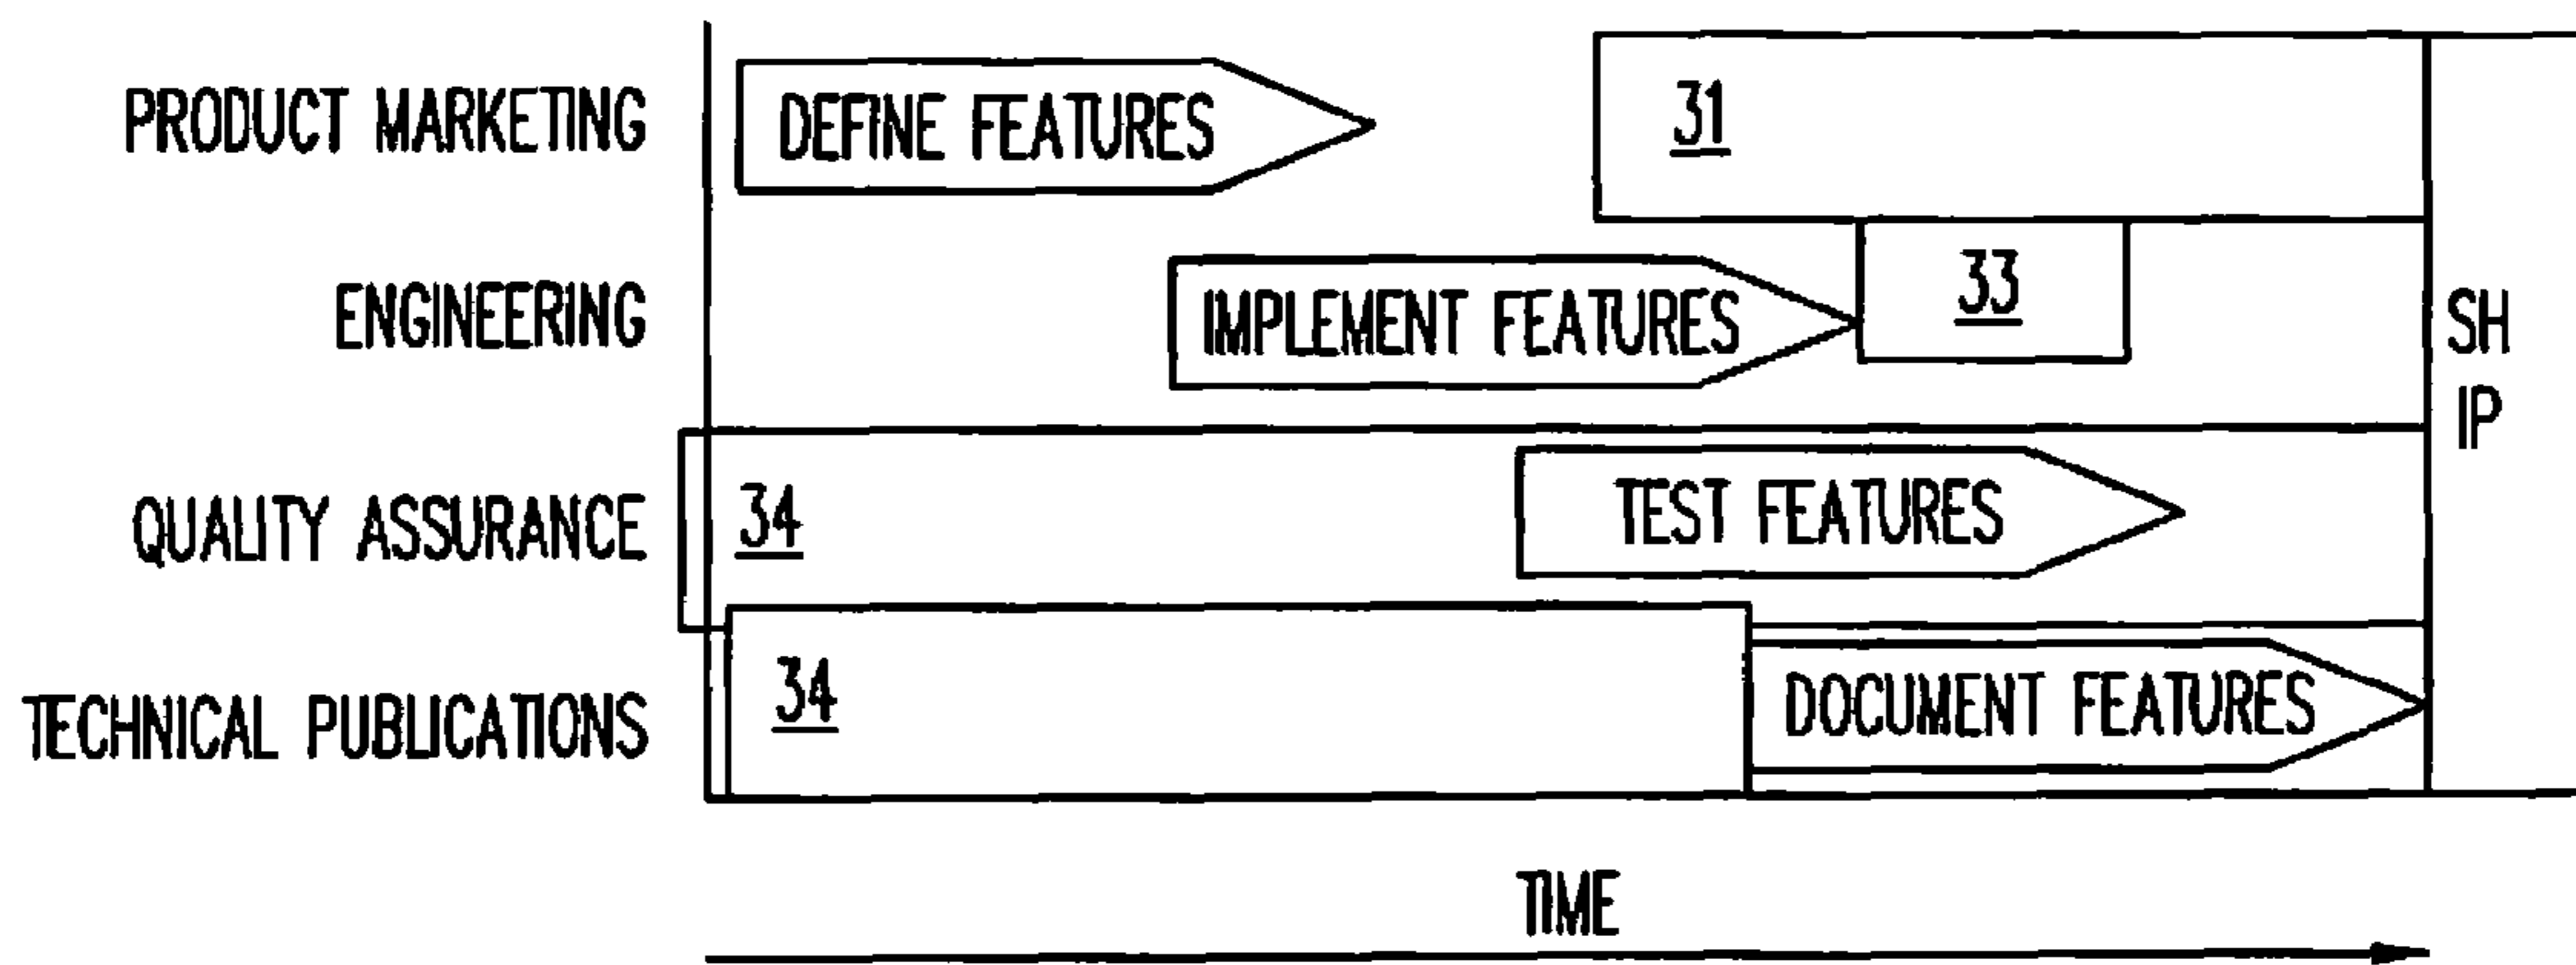 PRODUCT MARKETING
DEFINE FEATURES
31
ENGINEERING
IMPLEMENT FEATURES
33
SH
IP
QUALITY ASSURANCE
34
TEST FEATURES
TECHNICAL PUBLICATIONS
34
DOCUMENT FEATURES
TIME